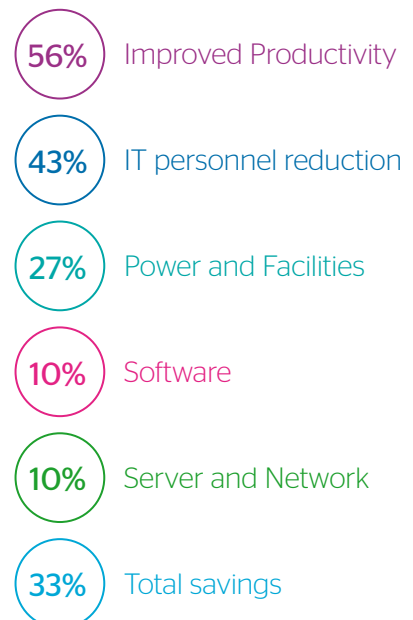 56% Improved Productivity
43% IT personnel reduction
27% Power and Facilities
10% Software
10% Server and Network
33% Total savings